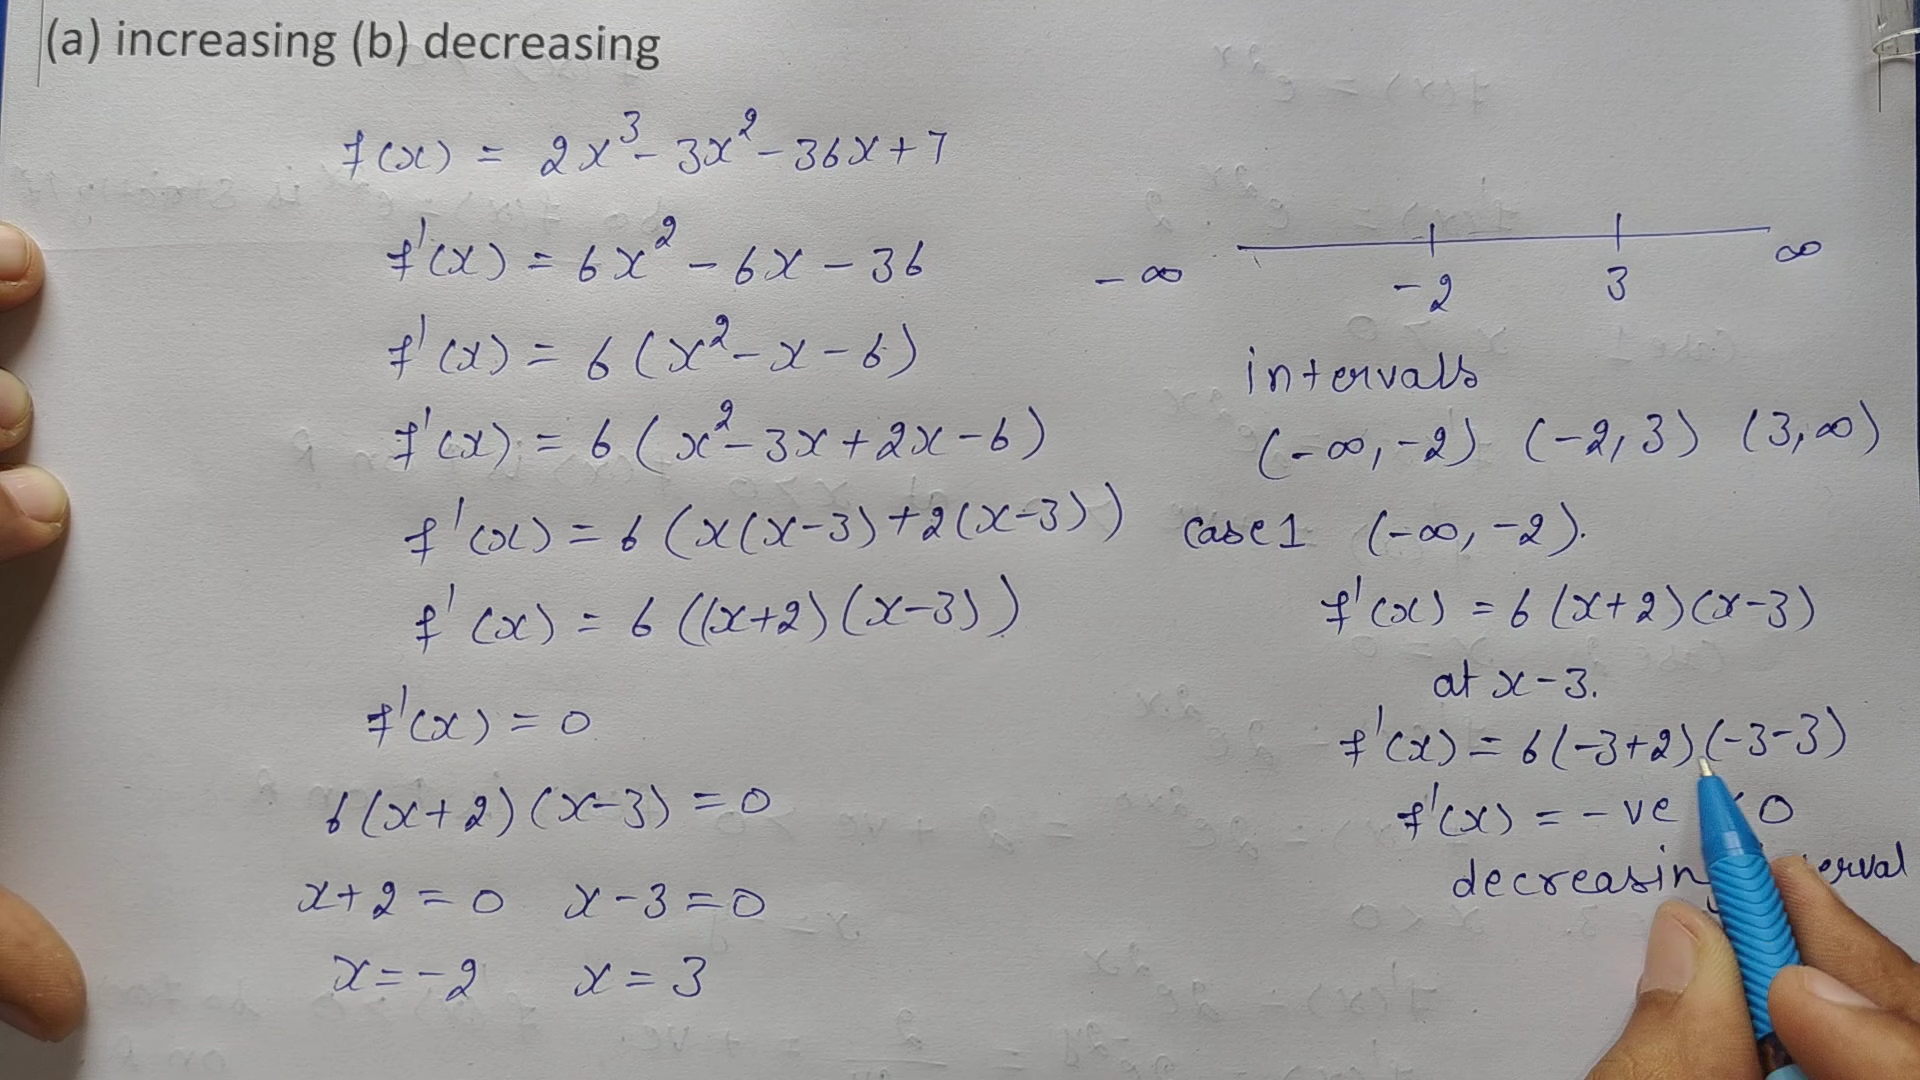 (a) increasing (b) decreasing
f(x) = 2x³ - 3x² - 36x + 7
f'(x) = 6x² - 6x - 36
f'(x) = 6(x² - x - 6)
f'(x) = 6(x² - 3x + 2x - 6)
f'(x) = 6(x(x-3) + 2(x-3))
f'(x) = 6((x+2)(x-3))
f'(x) = 0
6(x+2)(x-3) = 0
x+2 = 0 x-3 = 0
x = -2 x = 3
-∞ -2 3 ∞
intervals
(-∞, -2) (-2, 3) (3, ∞)
case 1 (-∞, -2).
f'(x) = 6(x+2)(x-3)
at x-3.
f'(x) = 6(-3+2)(-3-3)
f'(x) = -ve < 0
decreasing